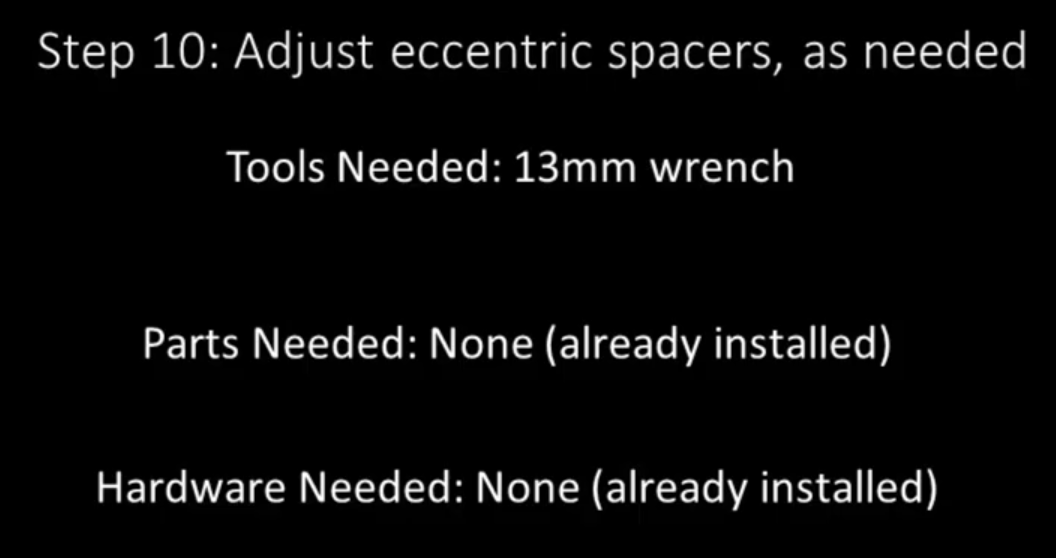 Step 10: Adjust eccentric spacers, as needed
Tools Needed: 13mm wrench
Parts Needed: None (already installed)
Hardware Needed: None (already installed)